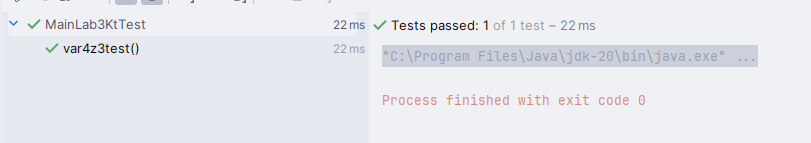 MainLab3KtTest 22 ms
var4z3test() 22 ms
Tests passed: 1 of 1 test – 22 ms
"C:\Program Files\Java\jdk-20\bin\java.exe" ...
Process finished with exit code 0